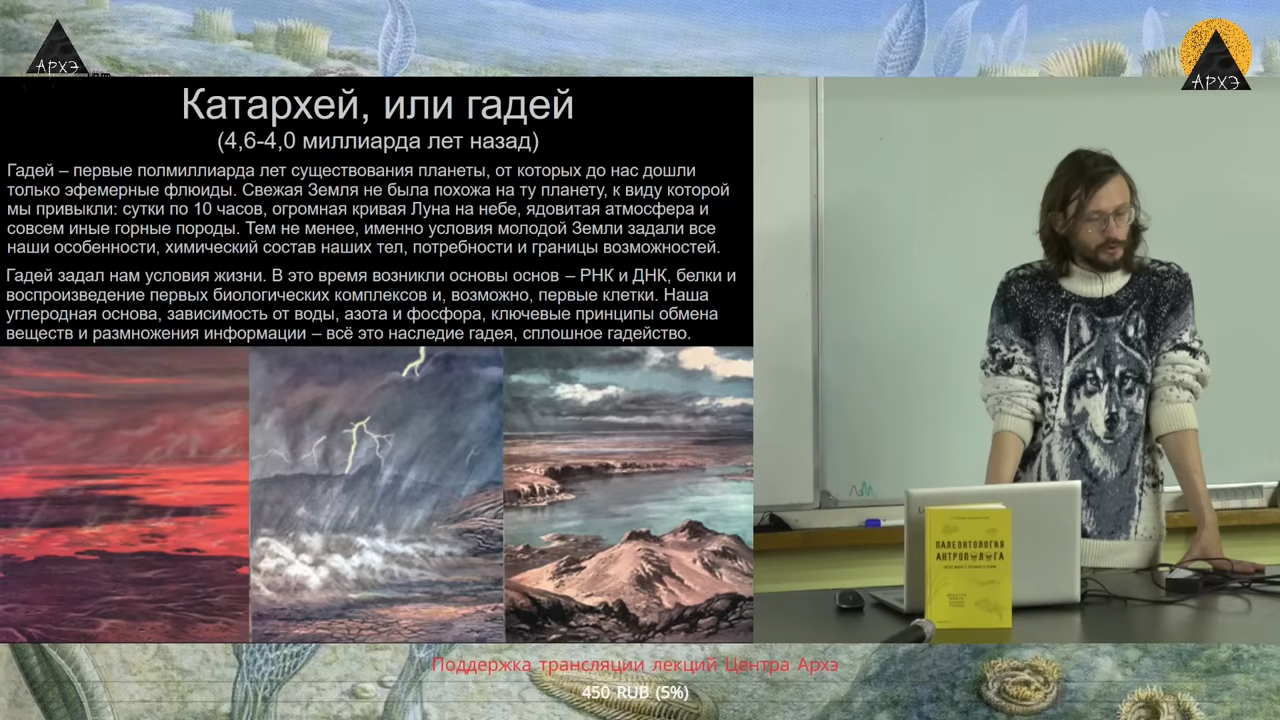 АРХЭ
АРХЭ
Катархей, или гадей
(4,6-4,0 миллиарда лет назад)
Гадей – первые полмиллиарда лет существования планеты, от которых до нас дошли
только эфемерные флюиды. Свежая Земля не была похожа на ту планету, к виду которой
мы привыкли: сутки по 10 часов, огромная кривая Луна на небе, ядовитая атмосфера и
совсем иные горные породы. Тем не менее, именно условия молодой Земли задали все
наши особенности, химический состав наших тел, потребности и границы возможностей.
Гадей задал нам условия жизни. В это время возникли основы основ – РНК и ДНК, белки и
воспроизведение первых биологических комплексов и, возможно, первые клетки. Наша
углеродная основа, зависимость от воды, азота и фосфора, ключевые принципы обмена
веществ и размножения информации – всё это наследие гадея, сплошное гадейство.
ПАЛЕОНТОЛОГИЯ
АНТРОПОЛОГА
Поддержка трансляции лекций Центра Архэ
450 RUB (5%)